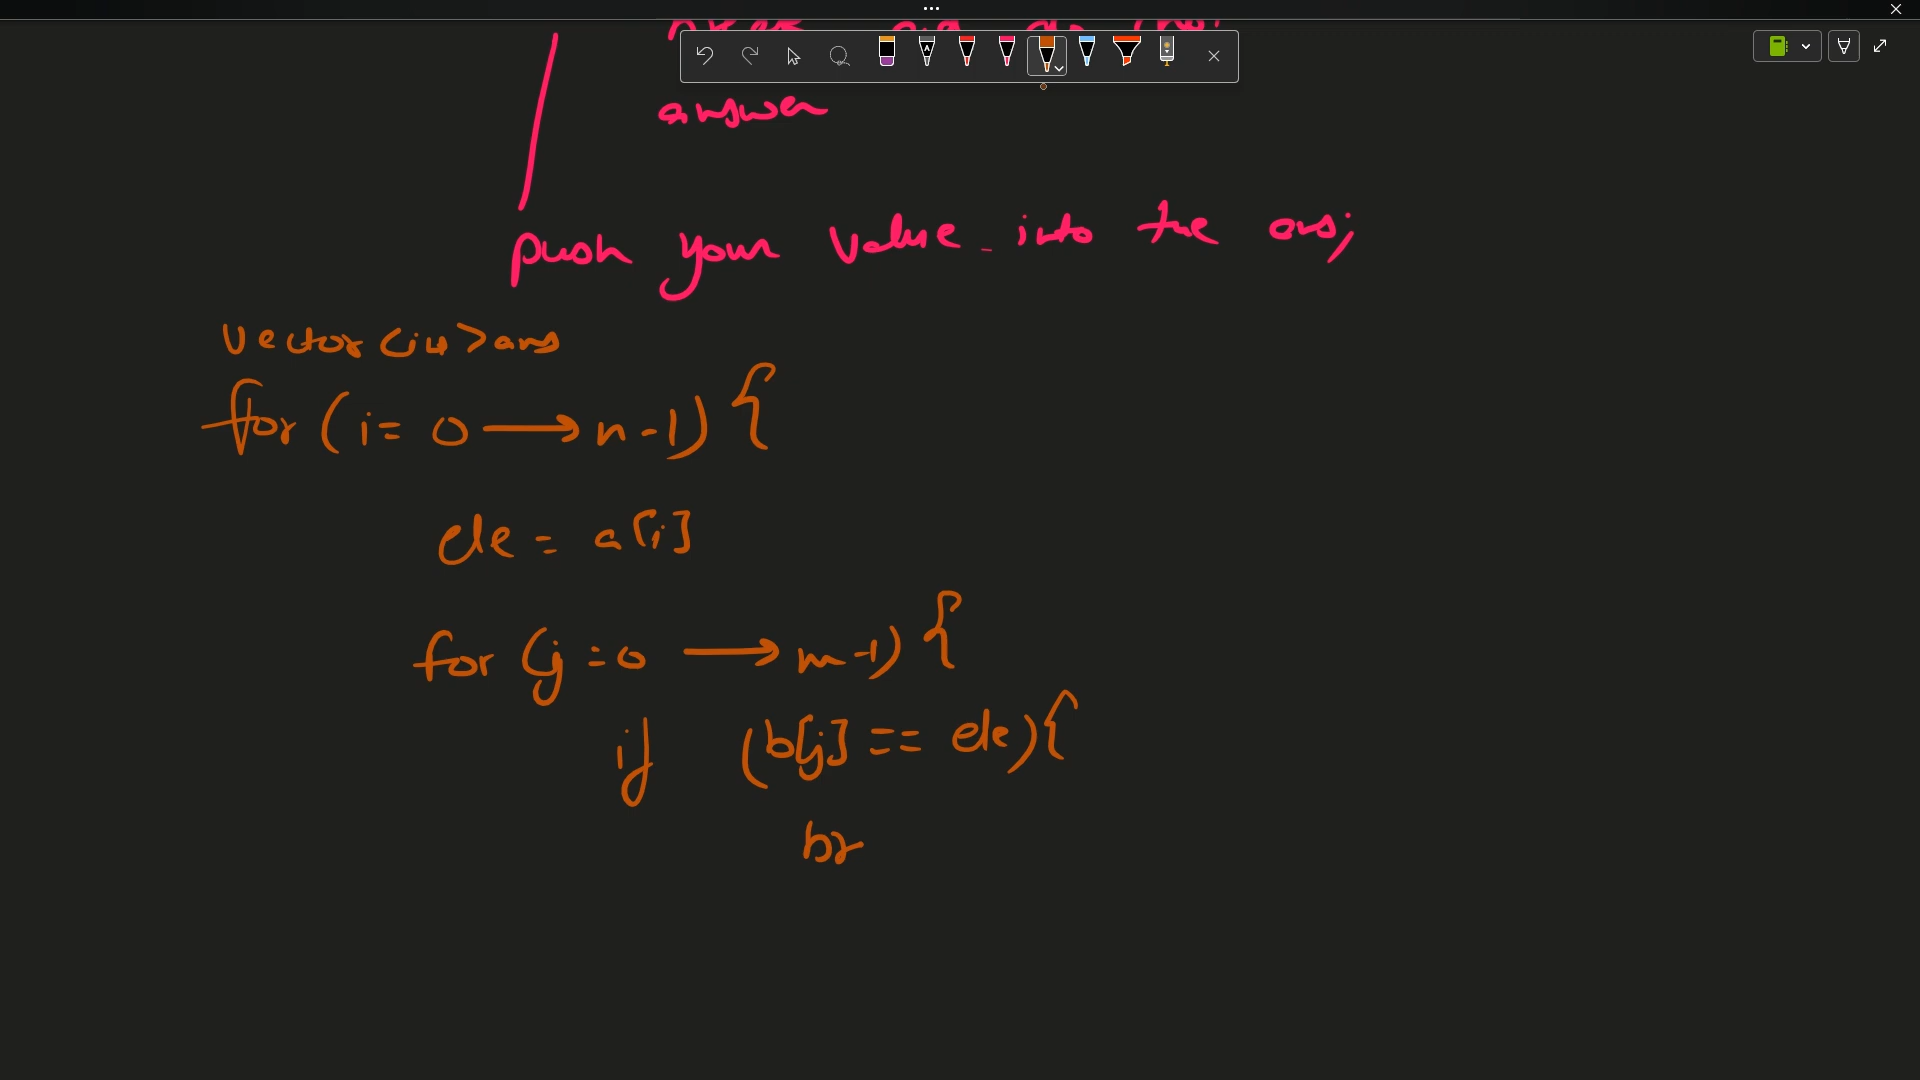 answer
push your value into the ans;
vector<int>ans
for (i= 0 → n-1) {
ele = a[i]
for (j=0 → m-1) {
if (b[j] == ele){
br